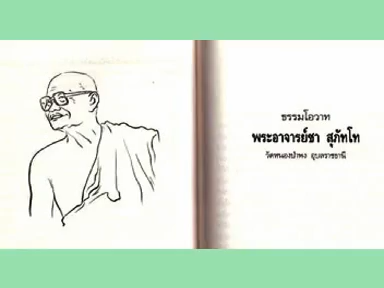 ธรรมโอวาท
พระอาจารย์ชา สุภัทโท
วัดหนองป่าพง อุบลราชธานี